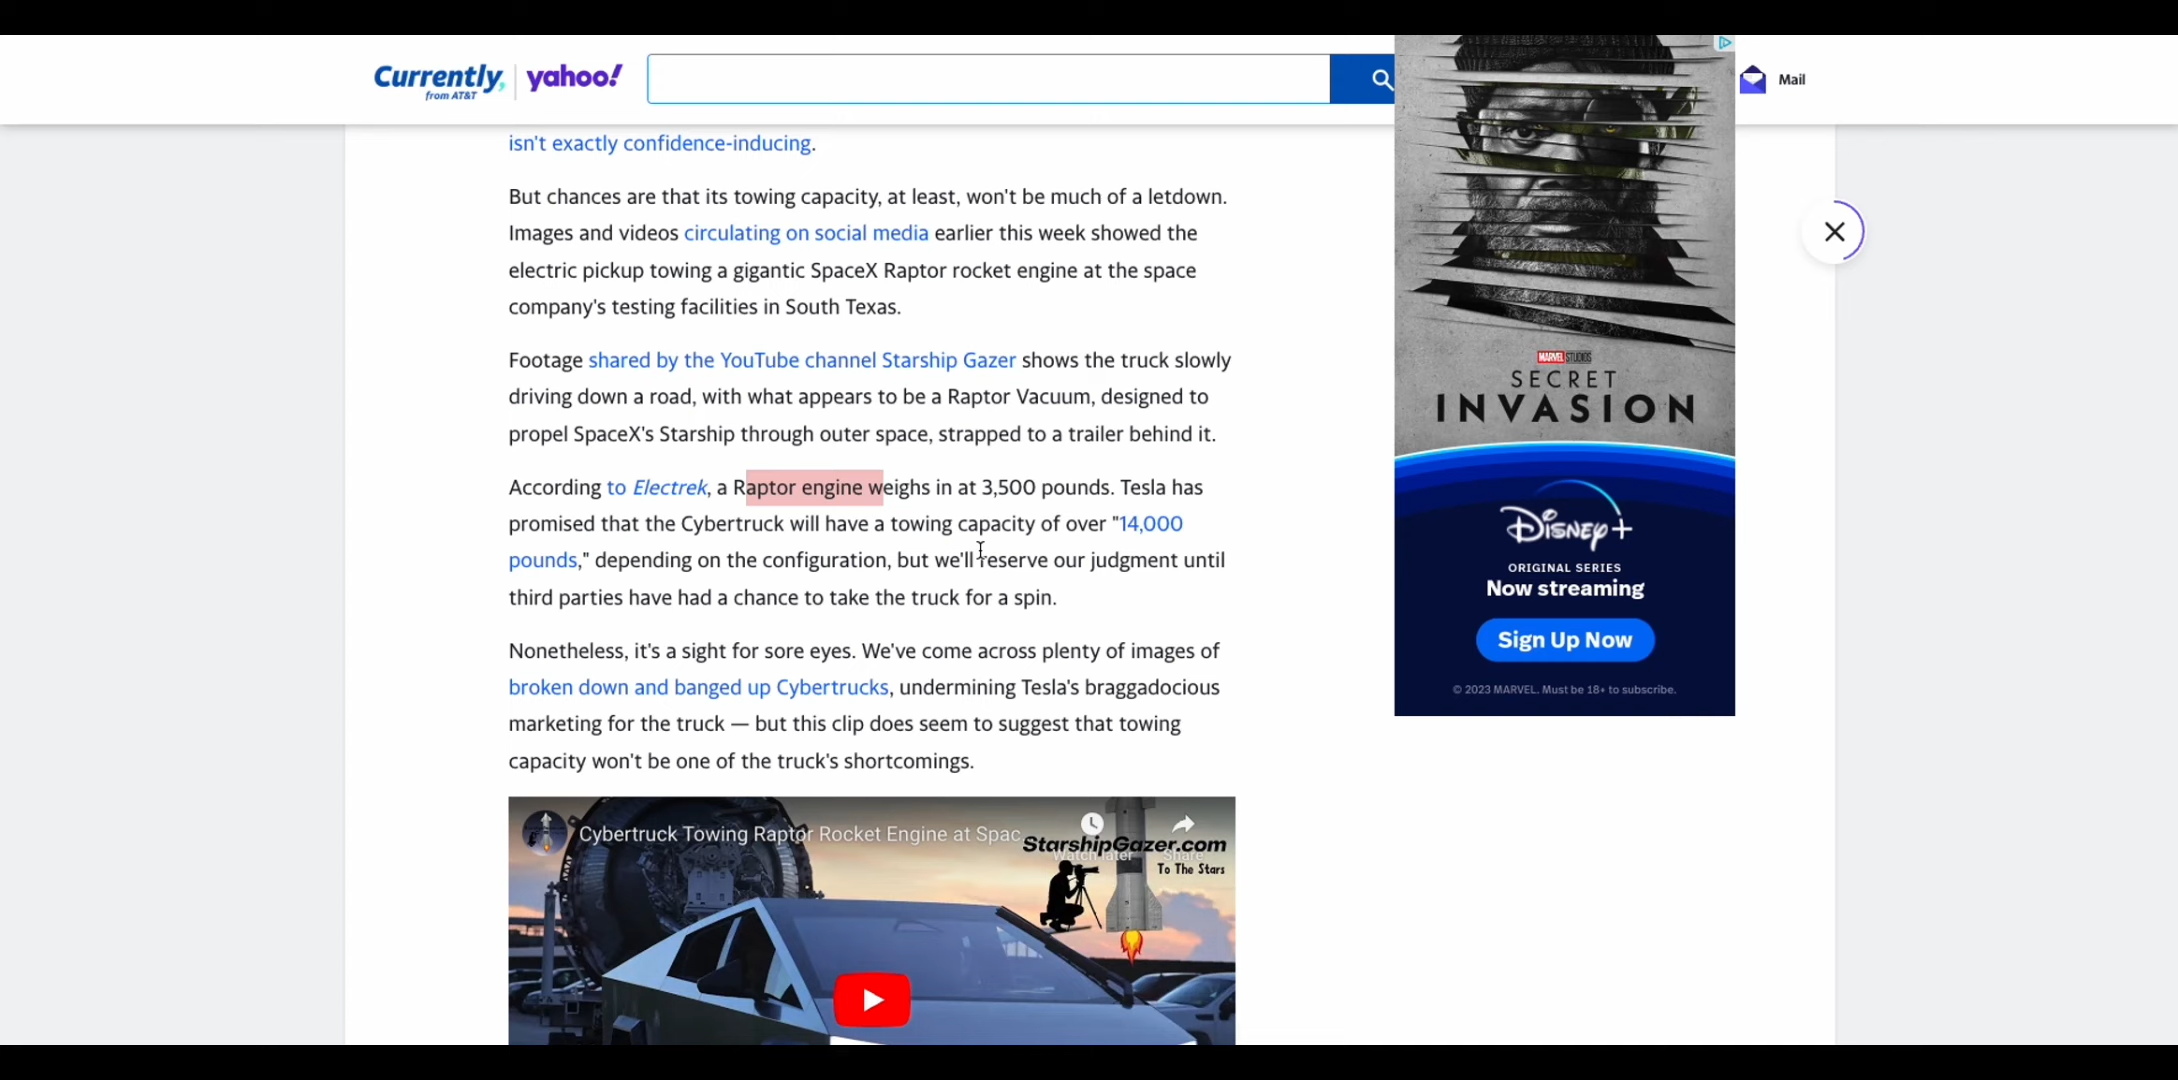 Currently,
from AT&T
yahoo!
Mail
isn't exactly confidence-inducing.
But chances are that its towing capacity, at least, won't be much of a letdown.
Images and videos circulating on social media earlier this week showed the
electric pickup towing a gigantic SpaceX Raptor rocket engine at the space
company's testing facilities in South Texas.
Footage shared by the YouTube channel Starship Gazer shows the truck slowly
driving down a road, with what appears to be a Raptor Vacuum, designed to
propel SpaceX's Starship through outer space, strapped to a trailer behind it.
According to Electrek, a Raptor engine weighs in at 3,500 pounds. Tesla has
promised that the Cybertruck will have a towing capacity of over "14,000
pounds," depending on the configuration, but we'll reserve our judgment until
third parties have had a chance to take the truck for a spin.
Nonetheless, it's a sight for sore eyes. We've come across plenty of images of
broken down and banged up Cybertrucks, undermining Tesla's braggadocious
marketing for the truck — but this clip does seem to suggest that towing
capacity won't be one of the truck's shortcomings.
Cybertruck Towing Raptor Rocket Engine at Spac
StarshipGazer.com
Watch later
Share
To The Stars
MARVEL STUDIOS
SECRET
INVASION
Disney+
ORIGINAL SERIES
Now streaming
Sign Up Now
© 2023 MARVEL. Must be 18+ to subscribe.